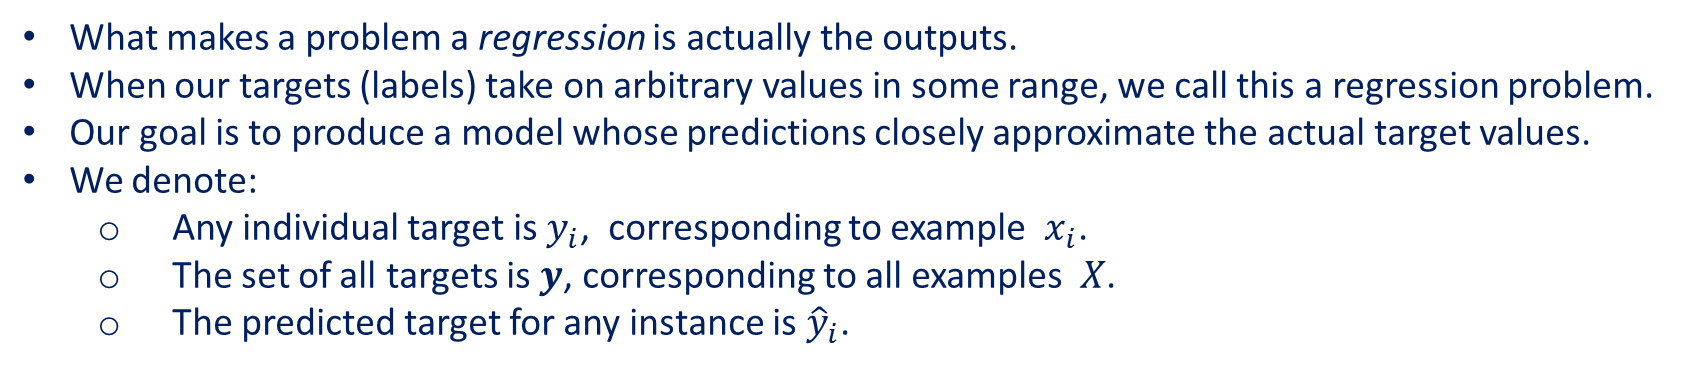 • What makes a problem a regression is actually the outputs.
• When our targets (labels) take on arbitrary values in some range, we call this a regression problem.
• Our goal is to produce a model whose predictions closely approximate the actual target values.
• We denote:
o Any individual target is yᵢ, corresponding to example xᵢ.
o The set of all targets is y, corresponding to all examples X.
o The predicted target for any instance is ŷᵢ.